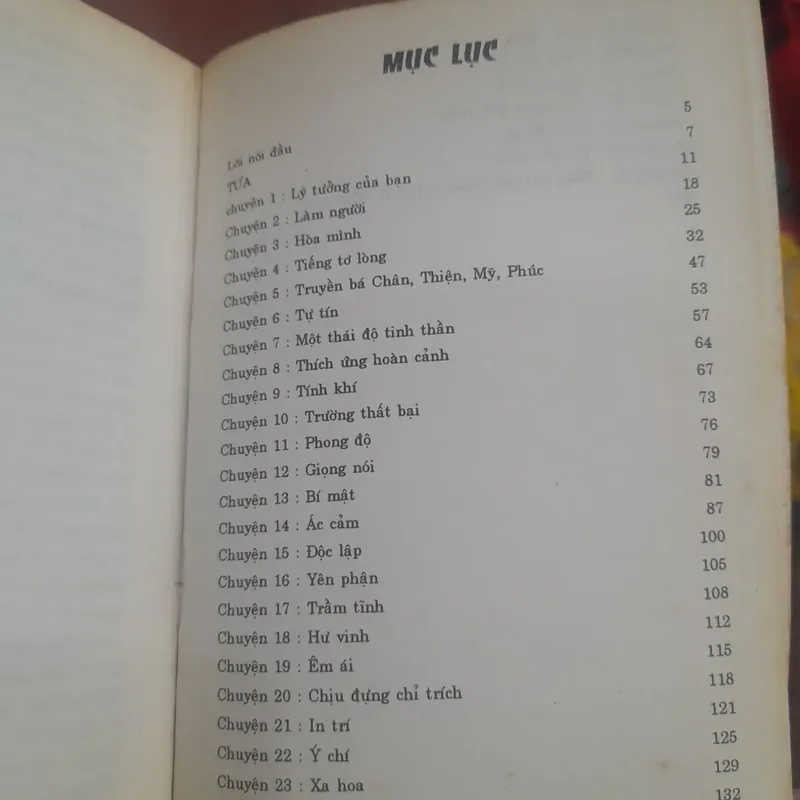 MỤC LỤC
Lời nói đầu 5
TỰA 7
chuyện 1 : Lý tưởng của bạn 11
Chuyện 2 : Làm người 18
Chuyện 3 : Hòa mình 25
Chuyện 4 : Tiếng tơ lòng 32
Chuyện 5 : Truyền bá Chân, Thiện, Mỹ, Phúc 47
Chuyện 6 : Tự tín 53
Chuyện 7 : Một thái độ tinh thần 57
Chuyện 8 : Thích ứng hoàn cảnh 64
Chuyện 9 : Tính khí 67
Chuyện 10 : Trường thất bại 73
Chuyện 11 : Phong độ 76
Chuyện 12 : Giọng nói 79
Chuyện 13 : Bí mật 81
Chuyện 14 : Ác cảm 87
Chuyện 15 : Độc lập 100
Chuyện 16 : Yên phận 105
Chuyện 17 : Trầm tĩnh 108
Chuyện 18 : Hư vinh 112
Chuyện 19 : Êm ái 115
Chuyện 20 : Chịu đựng chỉ trích 118
Chuyện 21 : In trí 121
Chuyện 22 : Ý chí 125
Chuyện 23 : Xa hoa 129
132